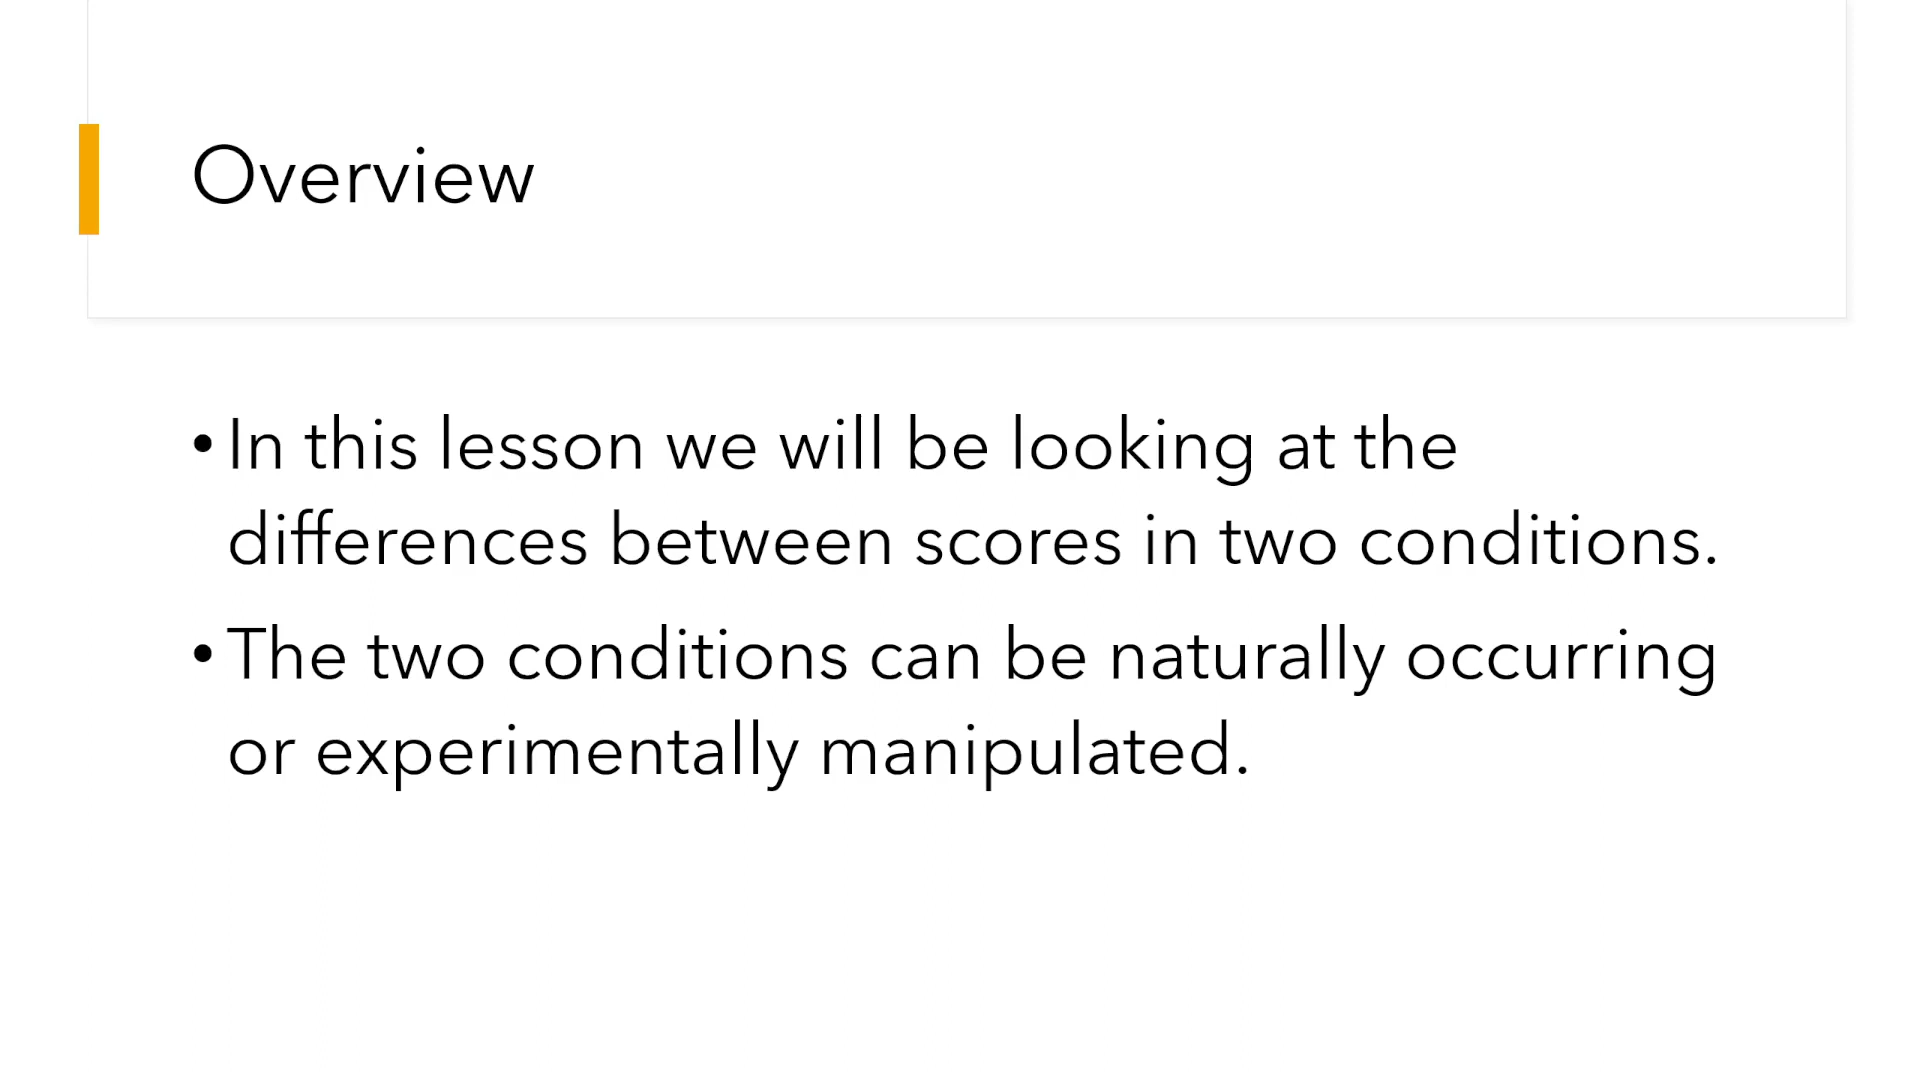 Overview
• In this lesson we will be looking at the
differences between scores in two conditions.
• The two conditions can be naturally occurring
or experimentally manipulated.